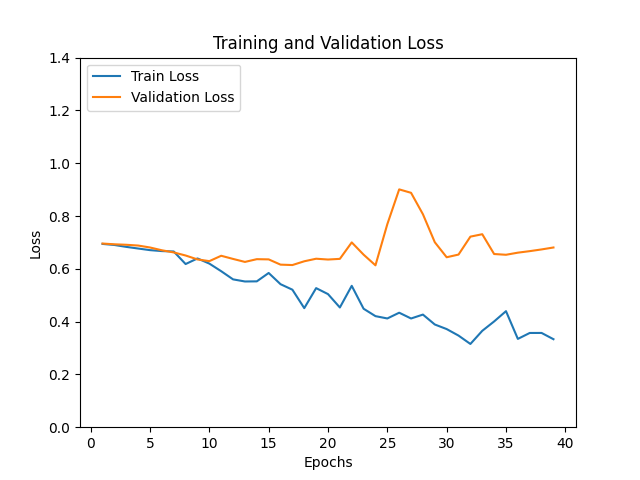 Training and Validation Loss
Train Loss
Validation Loss
1.4
1.2
1.0
0.8
0.6
0.4
0.2
0.0
Loss
0 5 10 15 20 25 30 35 40
Epochs